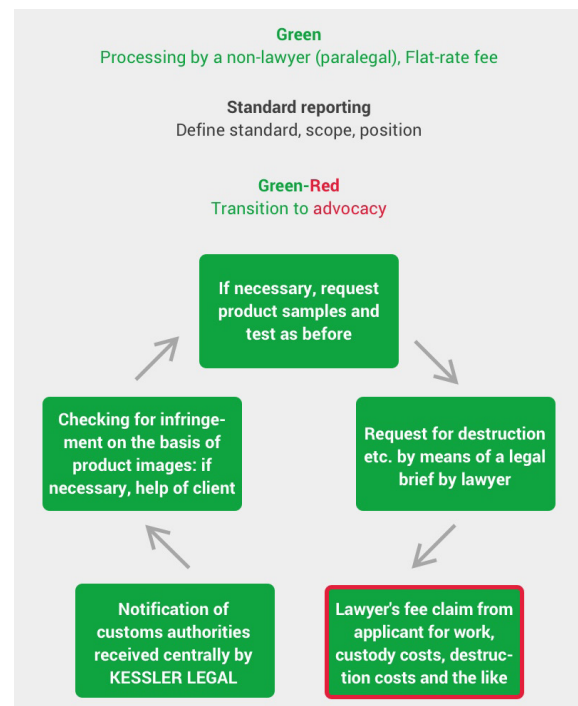 Green
Processing by a non-lawyer (paralegal), Flat-rate fee
Standard reporting
Define standard, scope, position
Green-Red
Transition to advocacy
If necessary, request
product samples and
test as before
Checking for infringe-
ment on the basis of
product images: if
necessary, help of client
Request for destruction
etc. by means of a legal
brief by lawyer
Notification of
customs authorities
received centrally by
KESSLER LEGAL
Lawyer's fee claim from
applicant for work,
custody costs, destruc-
tion costs and the like